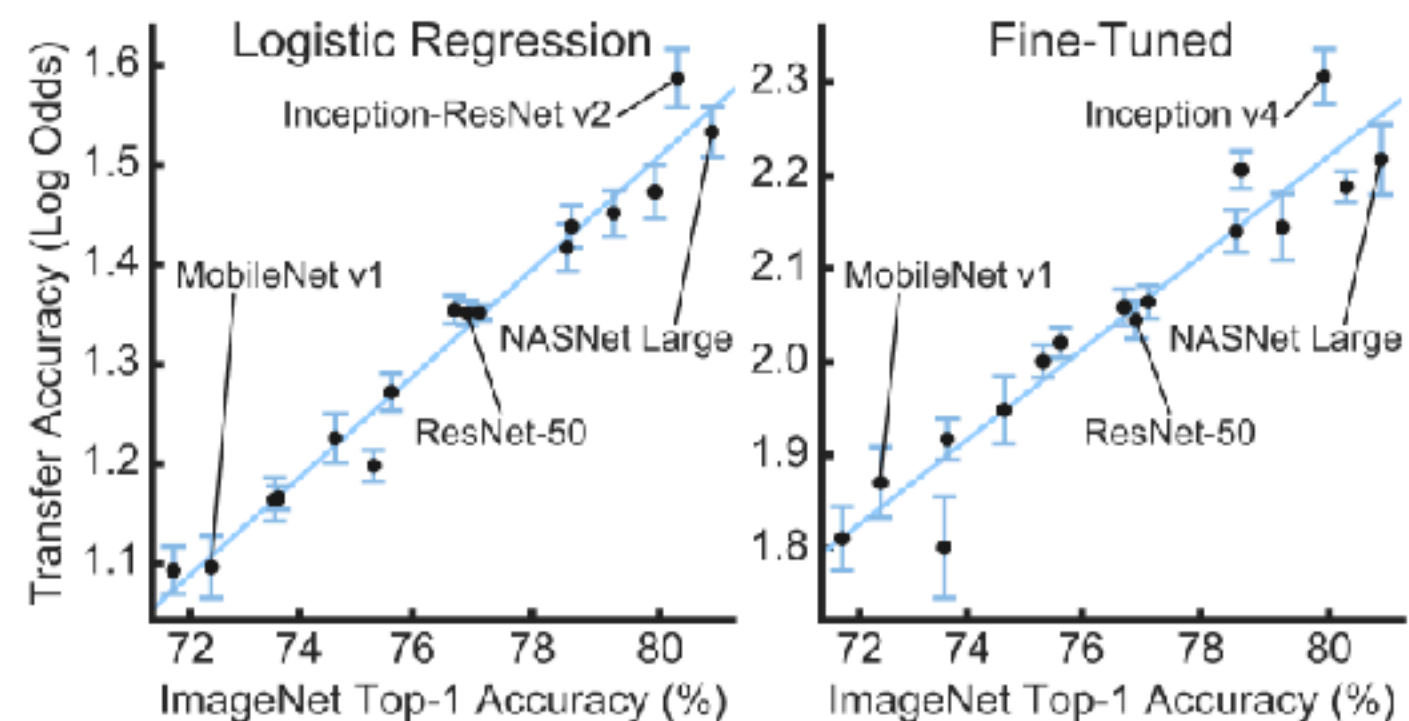 Logistic Regression
Transfer Accuracy (Log Odds)
1.6
1.5
1.4
1.3
1.2
1.1
Inception-ResNet v2
MobileNet v1
NASNet Large
ResNet-50
72 74 76 78 80
ImageNet Top-1 Accuracy (%)
Fine-Tuned
2.3
2.2
2.1
2.0
1.9
1.8
Inception v4
MobileNet v1
NASNet Large
ResNet-50
72 74 76 78 80
ImageNet Top-1 Accuracy (%)